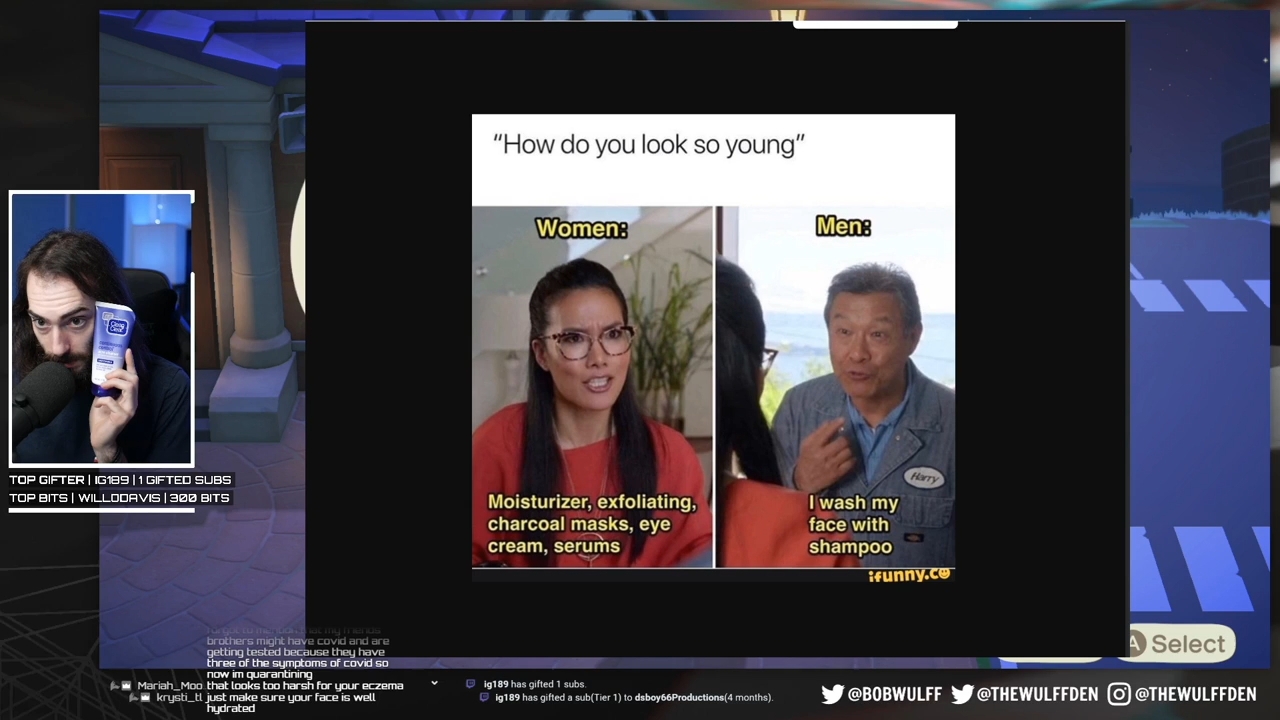 “How do you look so young”
Women:
Men:
Moisturizer, exfoliating,
charcoal masks, eye
cream, serums
I wash my
face with
shampoo
Harry
ifunny.co
Clean
Clear
TOP GIFTER | IG189 | 1 GIFTED SUBS
TOP BITS | WILLODAVIS | 300 BITS
brothers might have covid and are
getting tested because they have
three of the symptoms of covid so
now im quarantining
Mariah_Moo that looks too harsh for your eczema
krysti_tl just make sure your face is well
hydrated
ig189 has gifted 1 subs.
ig189 has gifted a sub(Tier 1) to dsboy66Productions(4 months).
A Select
@BOBWULFF @THEWULFFDEN @THEWULFFDEN